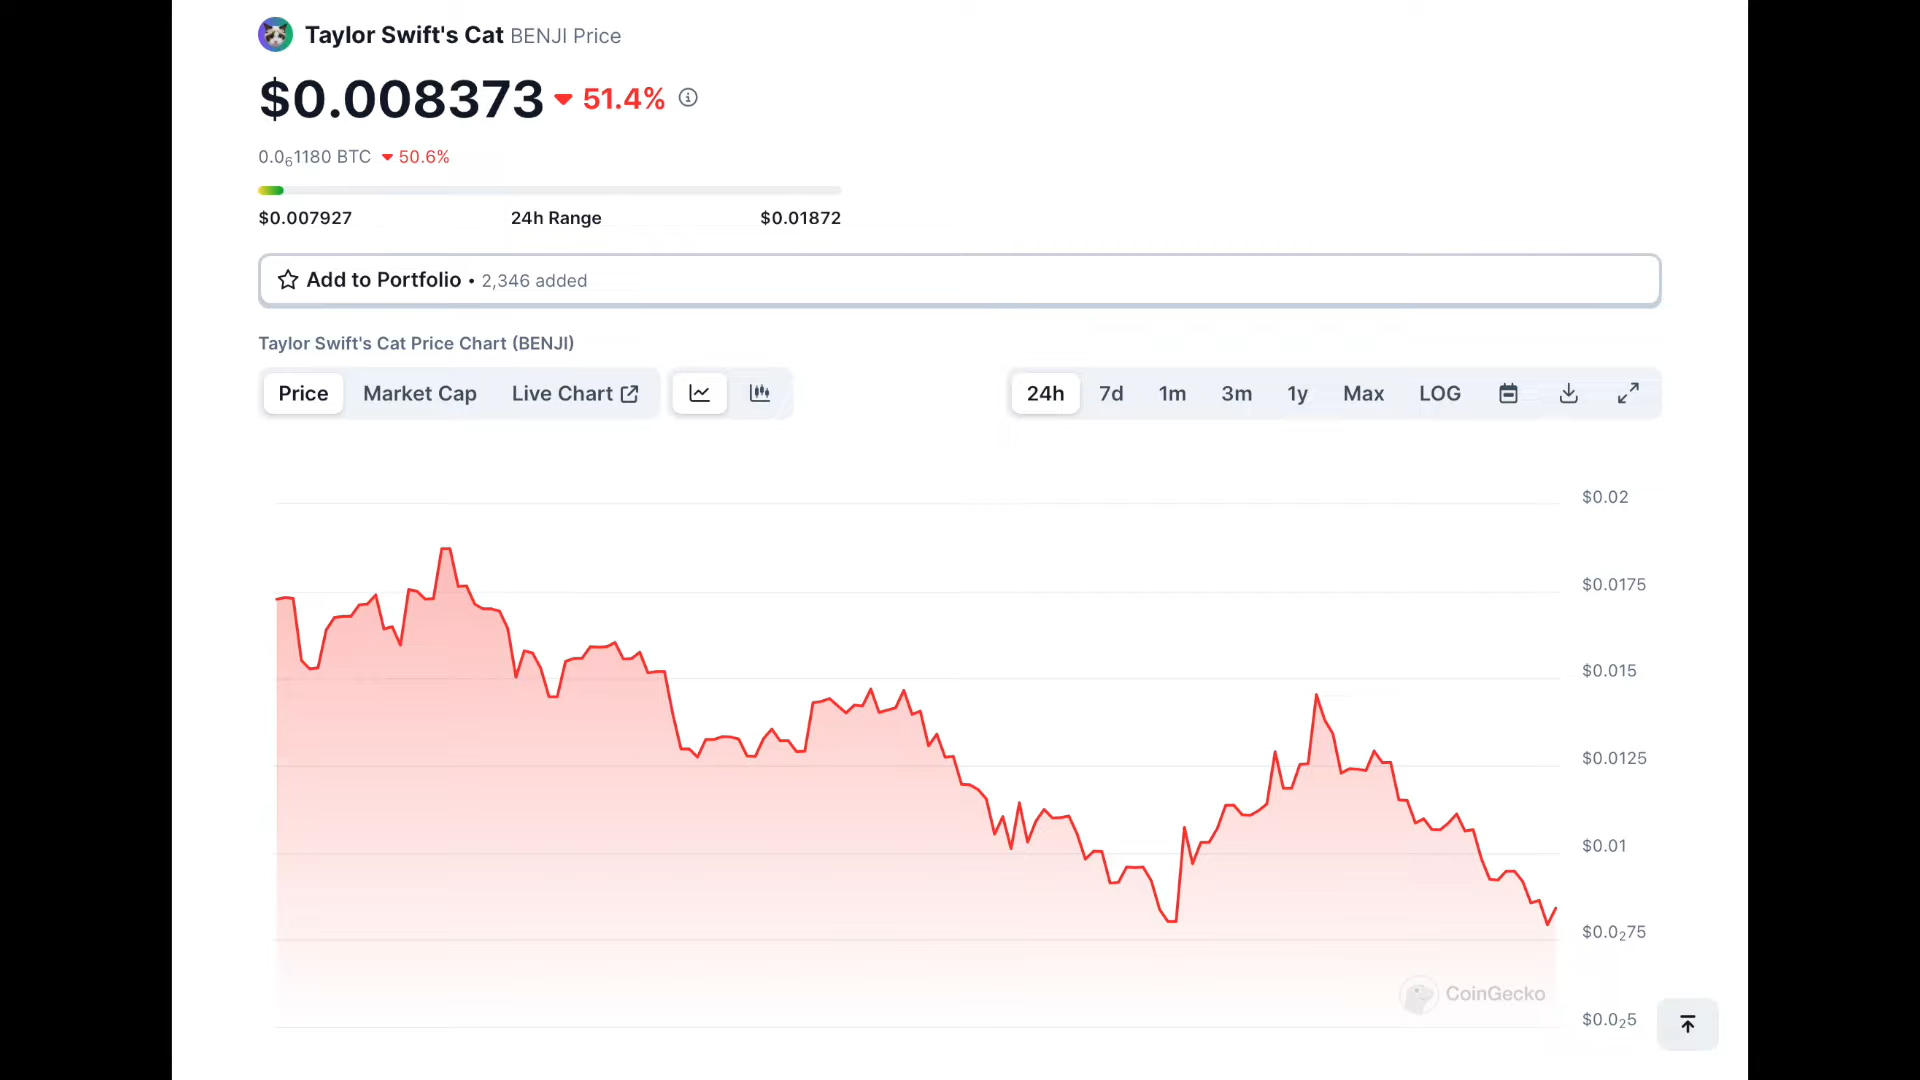 Taylor Swift's Cat BENJI Price
$0.008373 51.4%
0.0₆1180 BTC 50.6%
$0.007927 24h Range $0.01872
Add to Portfolio • 2,346 added
Taylor Swift's Cat Price Chart (BENJI)
Price Market Cap Live Chart 24h 7d 1m 3m 1y Max LOG
$0.02
$0.0175
$0.015
$0.0125
$0.01
$0.0₂75
CoinGecko
$0.0₂5